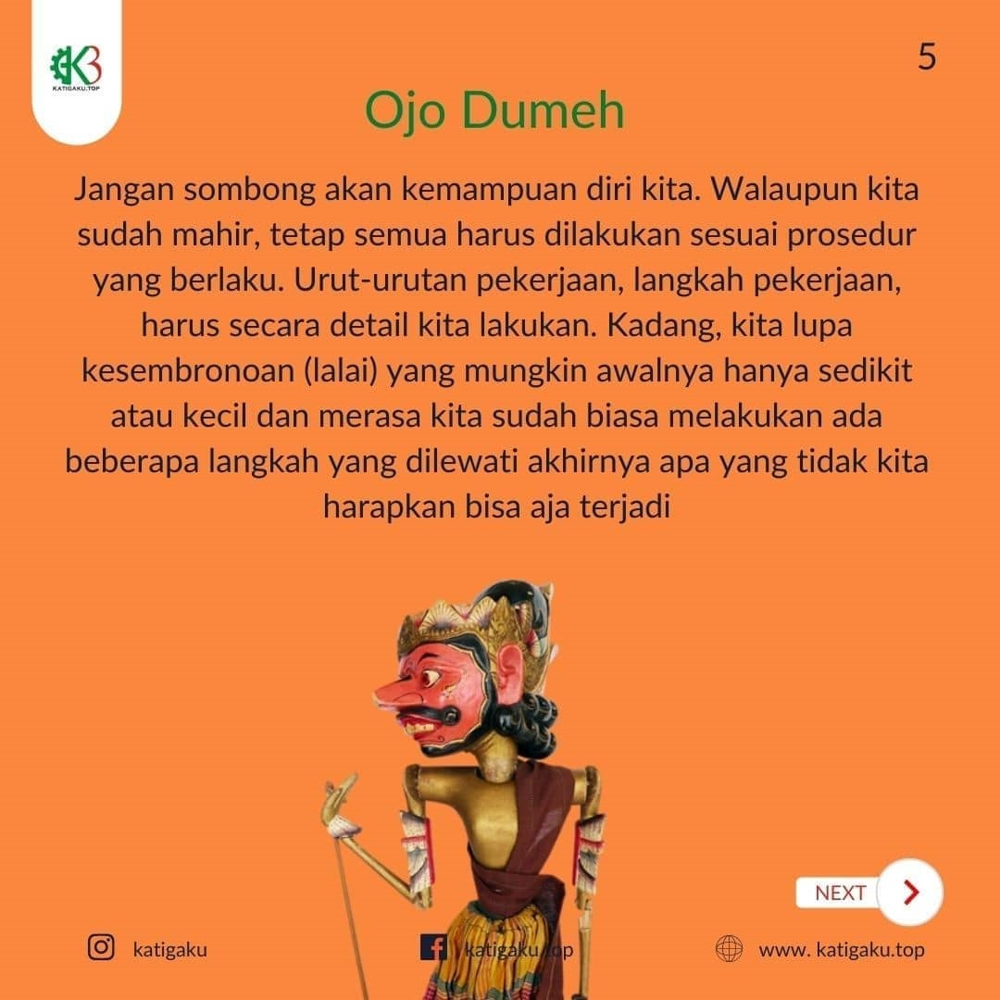 K3
KATIGAKU.TOP
5
Ojo Dumeh
Jangan sombong akan kemampuan diri kita. Walaupun kita
sudah mahir, tetap semua harus dilakukan sesuai prosedur
yang berlaku. Urut-urutan pekerjaan, langkah pekerjaan,
harus secara detail kita lakukan. Kadang, kita lupa
kesembronoan (lalai) yang mungkin awalnya hanya sedikit
atau kecil dan merasa kita sudah biasa melakukan ada
beberapa langkah yang dilewati akhirnya apa yang tidak kita
harapkan bisa aja terjadi
NEXT
katigaku
katigaku.top
www. katigaku.top